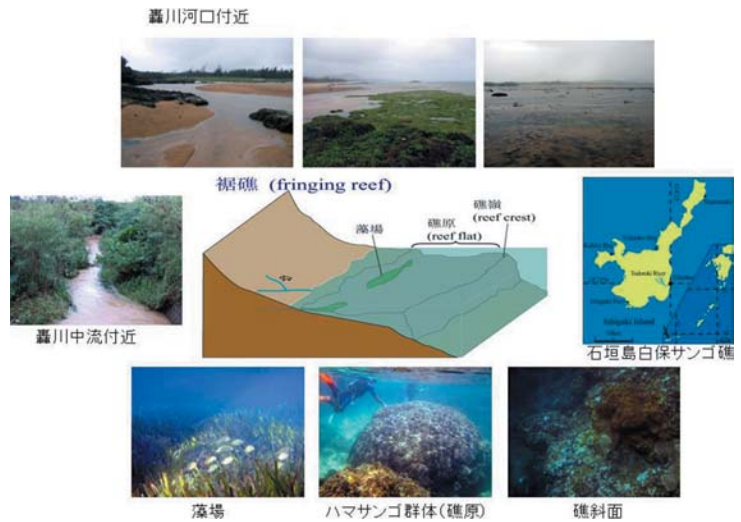 轟川河口付近
裾礁 (fringing reef)
藻場
礁原
(reef flat)
礁嶺
(reef crest)
Todoroki River
Ishigaki Island
轟川中流付近
石垣島白保サンゴ礁
藻場
ハマサンゴ群体(礁原)
礁斜面